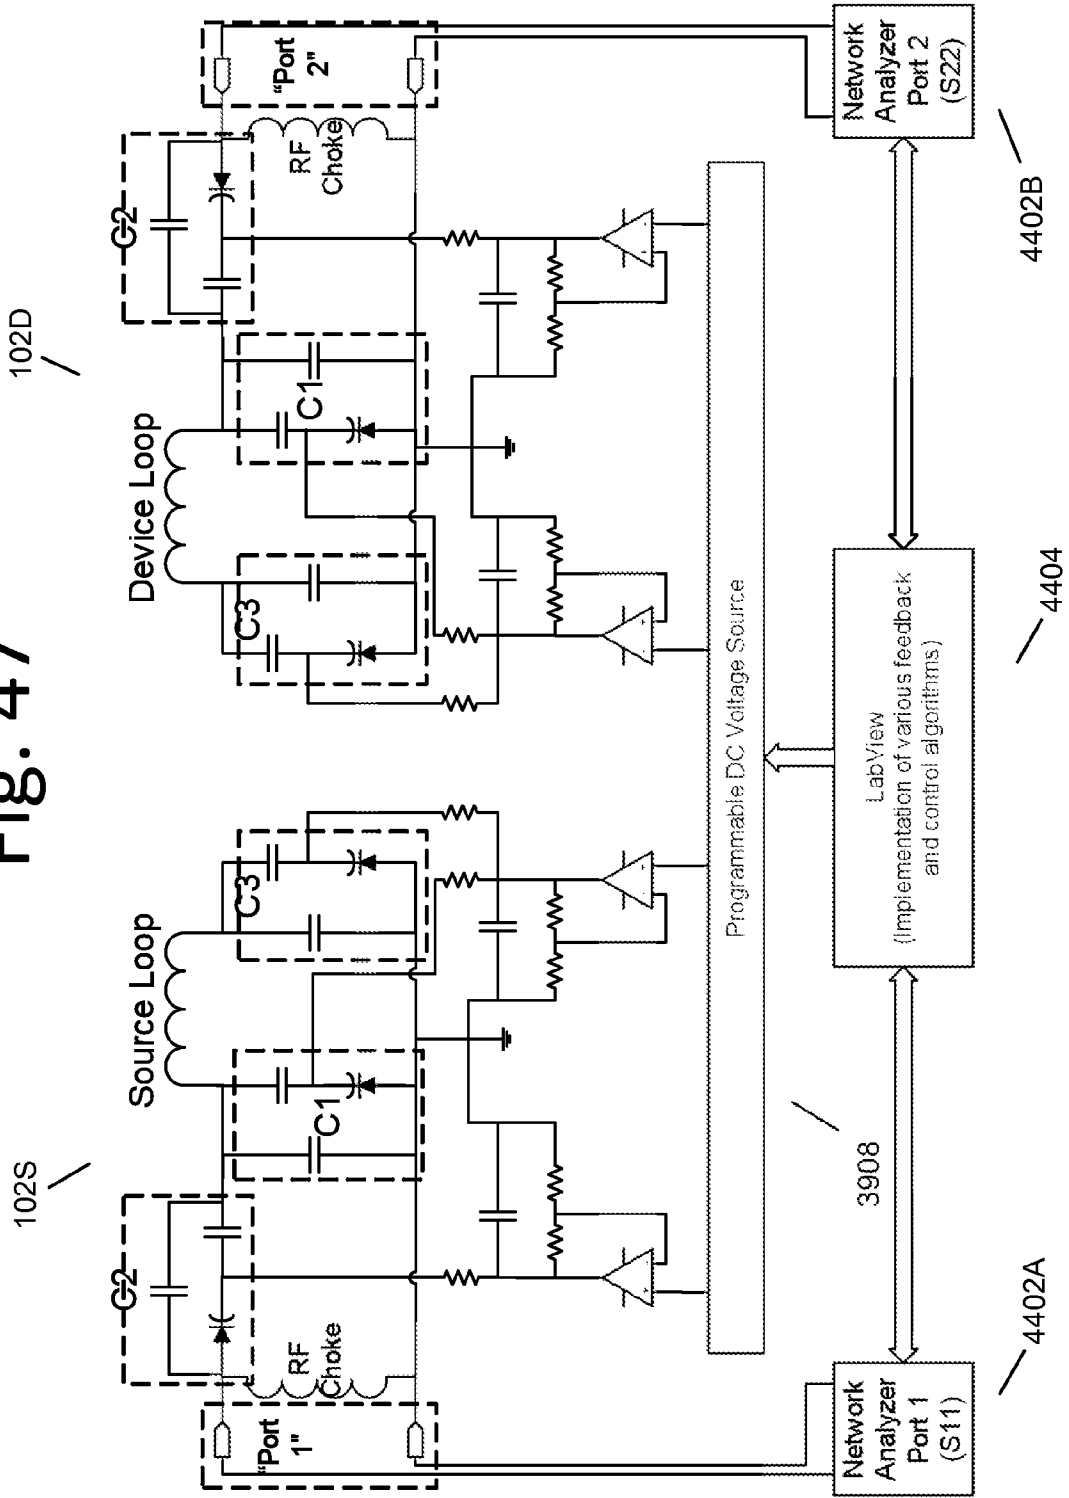 Fig. 47
102S
102D
Source Loop
Device Loop
C2
C1
C3
C3
C1
C2
"Port
1"
RF
Choke
RF
Choke
"Port
2"
Programmable DC Voltage Source
3908
Network
Analyzer
Port 1
(S11)
LabView
(Implementation of various feedback
and control algorithms)
Network
Analyzer
Port 2
(S22)
4402A
4404
4402B